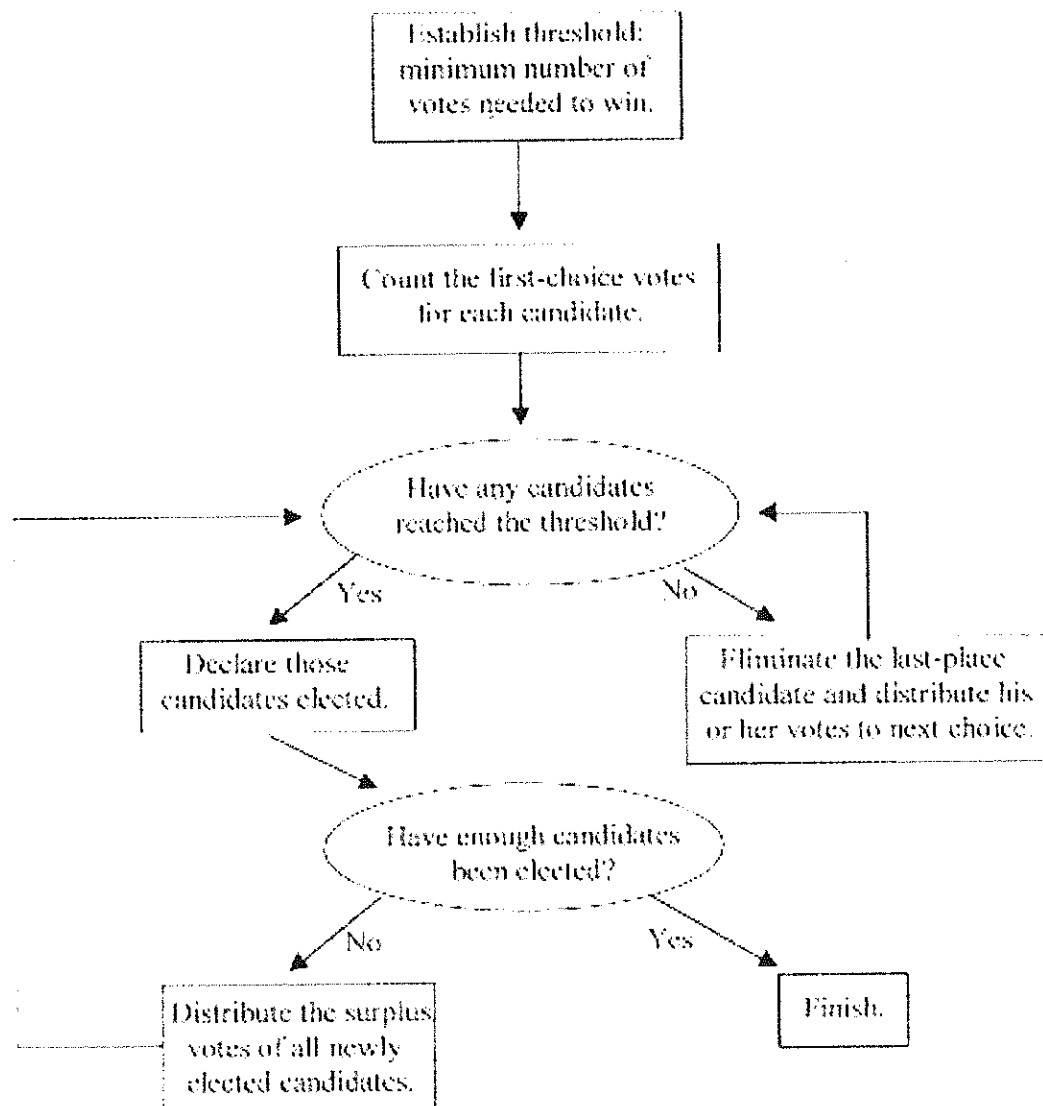 Establish threshold:
minimum number of
votes needed to win.
Count the first-choice votes
for each candidate.
Have any candidates
reached the threshold?
Yes
No
Declare those
candidates elected.
Eliminate the last-place
candidate and distribute his
or her votes to next choice.
Have enough candidates
been elected?
No
Yes
Distribute the surplus
votes of all newly
elected candidates.
Finish.